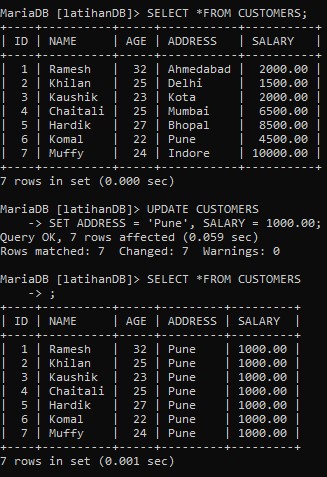 MariaDB [latihanDB]> SELECT *FROM CUSTOMERS;
+----+----------+-----+-----------+----------+
| ID | NAME     | AGE | ADDRESS   | SALARY   |
+----+----------+-----+-----------+----------+
|  1 | Ramesh   |  32 | Ahmedabad |  2000.00 |
|  2 | Khilan   |  25 | Delhi     |  1500.00 |
|  3 | Kaushik  |  23 | Kota      |  2000.00 |
|  4 | Chaitali |  25 | Mumbai    |  6500.00 |
|  5 | Hardik   |  27 | Bhopal    |  8500.00 |
|  6 | Komal    |  22 | Pune      |  4500.00 |
|  7 | Muffy    |  24 | Indore    | 10000.00 |
+----+----------+-----+-----------+----------+
7 rows in set (0.000 sec)

MariaDB [latihanDB]> UPDATE CUSTOMERS
    -> SET ADDRESS = 'Pune', SALARY = 1000.00;
Query OK, 7 rows affected (0.059 sec)
Rows matched: 7  Changed: 7  Warnings: 0

MariaDB [latihanDB]> SELECT *FROM CUSTOMERS
    -> ;
+----+----------+-----+---------+---------+
| ID | NAME     | AGE | ADDRESS | SALARY  |
+----+----------+-----+---------+---------+
|  1 | Ramesh   |  32 | Pune    | 1000.00 |
|  2 | Khilan   |  25 | Pune    | 1000.00 |
|  3 | Kaushik  |  23 | Pune    | 1000.00 |
|  4 | Chaitali |  25 | Pune    | 1000.00 |
|  5 | Hardik   |  27 | Pune    | 1000.00 |
|  6 | Komal    |  22 | Pune    | 1000.00 |
|  7 | Muffy    |  24 | Pune    | 1000.00 |
+----+----------+-----+---------+---------+
7 rows in set (0.001 sec)